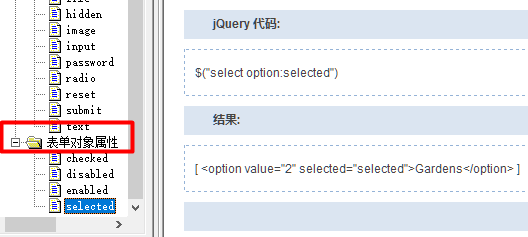 hidden
image
input
password
radio
reset
submit
text
表单对象属性
checked
disabled
enabled
selected
jQuery 代码:
$("select option:selected")
结果:
[ <option value="2" selected="selected">Gardens</option> ]